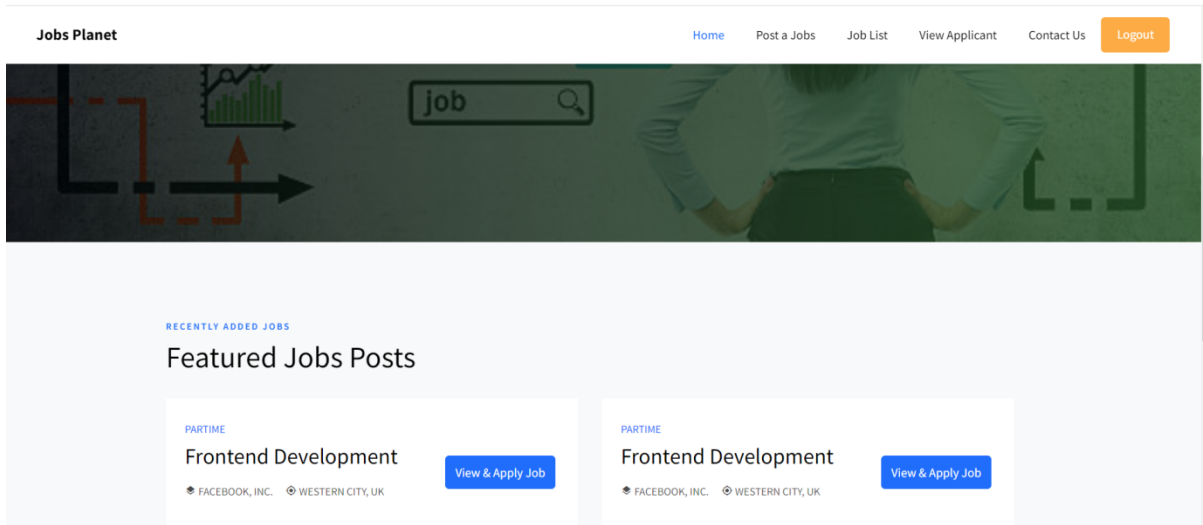 Jobs Planet Home Post a Jobs Job List View Applicant Contact Us Logout
job
RECENTLY ADDED JOBS
Featured Jobs Posts
PARTIME
Frontend Development
View & Apply Job
FACEBOOK, INC. WESTERN CITY, UK
PARTIME
Frontend Development
View & Apply Job
FACEBOOK, INC. WESTERN CITY, UK